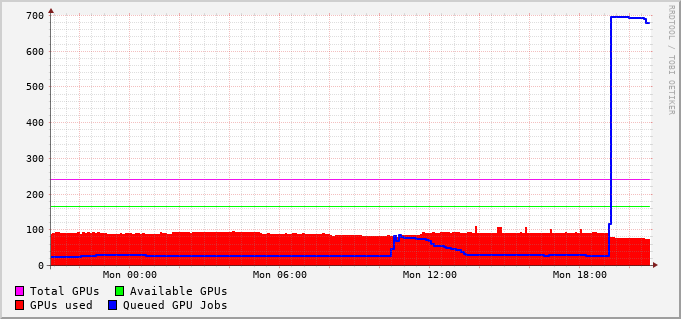 700
600
500
400
300
200
100
0
Mon 00:00 Mon 06:00 Mon 12:00 Mon 18:00
Total GPUs Available GPUs
GPUs used Queued GPU Jobs
RRDTOOL / TOBI OETIKER